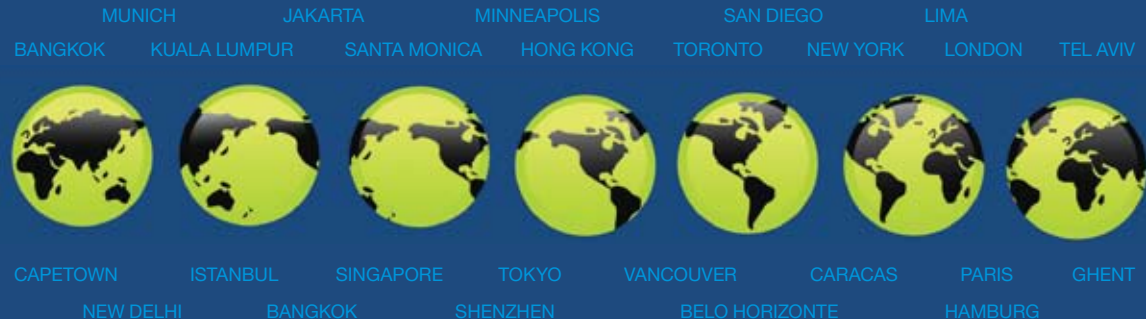 MUNICH JAKARTA MINNEAPOLIS SAN DIEGO LIMA
BANGKOK KUALA LUMPUR SANTA MONICA HONG KONG TORONTO NEW YORK LONDON TEL AVIV
CAPETOWN ISTANBUL SINGAPORE TOKYO VANCOUVER CARACAS PARIS GHENT
NEW DELHI BANGKOK SHENZHEN BELO HORIZONTE HAMBURG